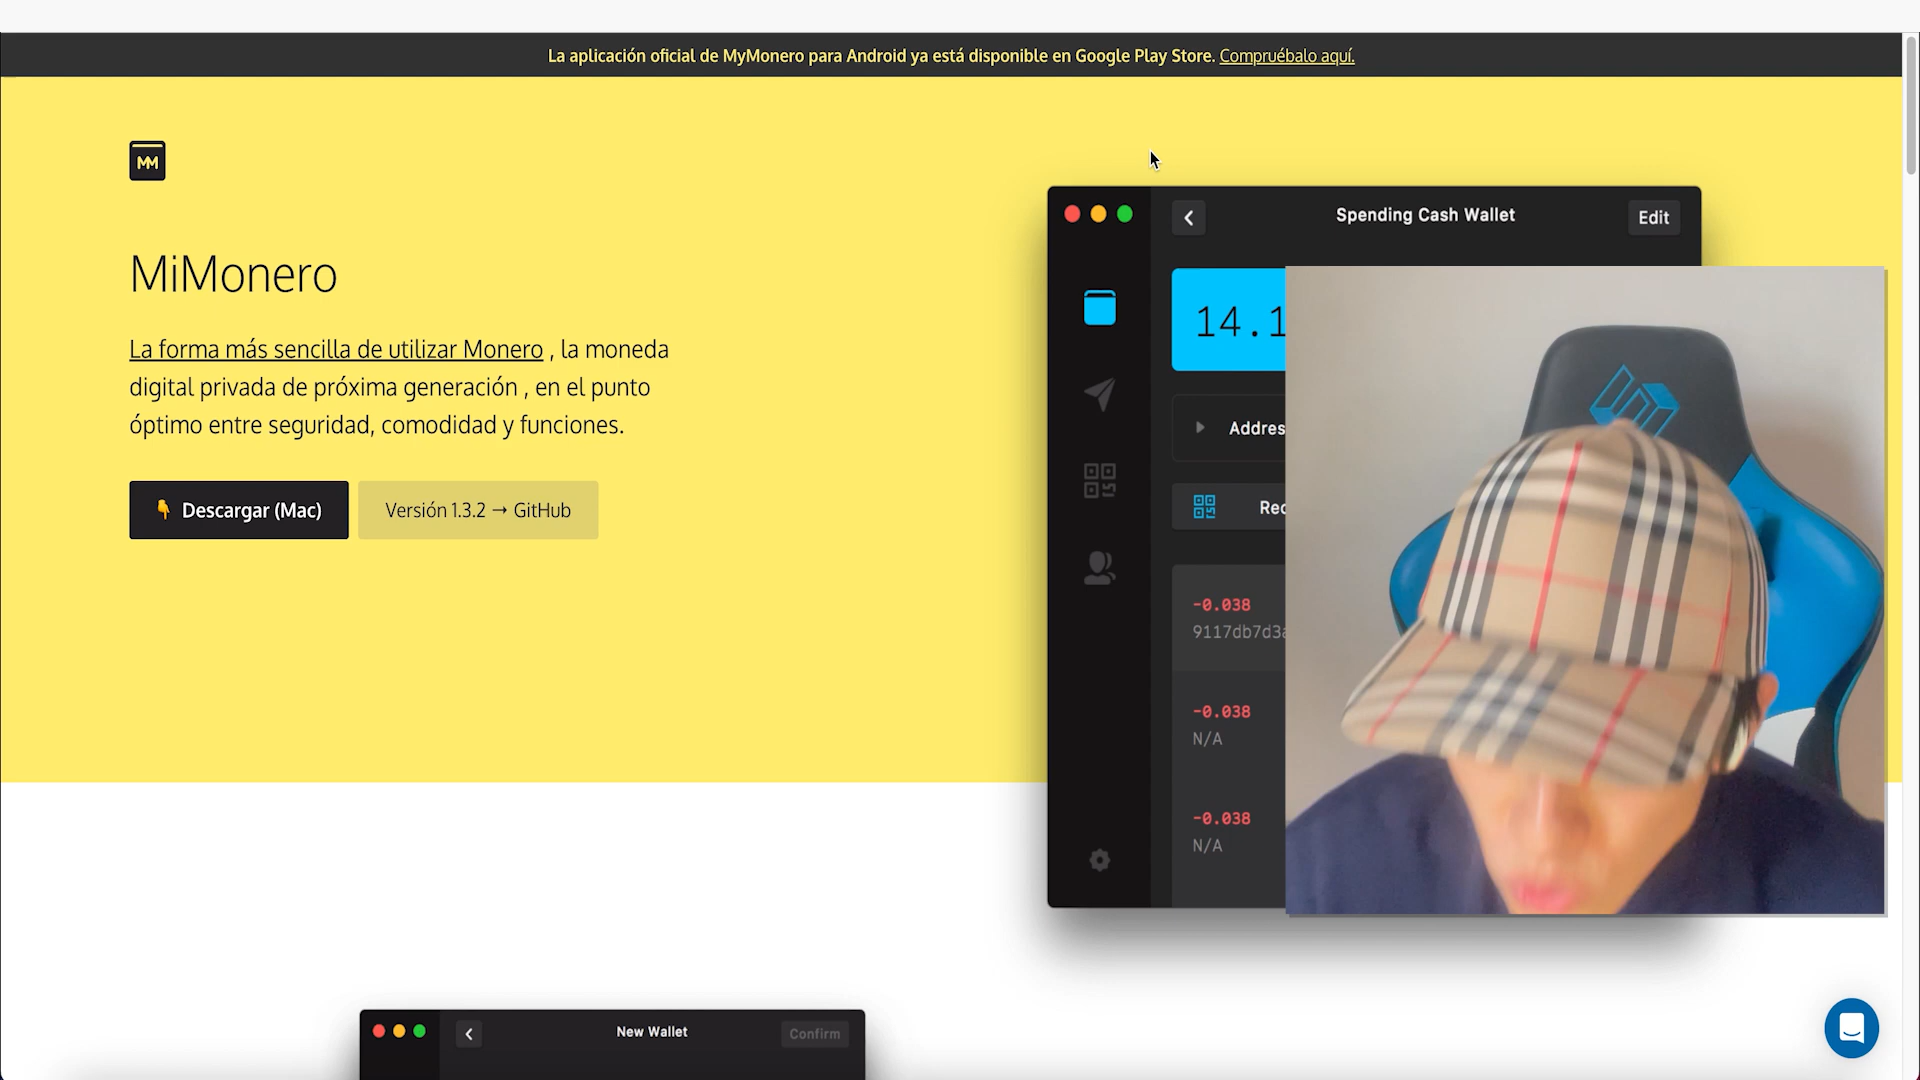 La aplicación oficial de MyMonero para Android ya está disponible en Google Play Store. Compruébalo aquí.
MM
MiMonero
La forma más sencilla de utilizar Monero , la moneda
digital privada de próxima generación , en el punto
óptimo entre seguridad, comodidad y funciones.
Descargar (Mac)
Versión 1.3.2 → GitHub
Spending Cash Wallet
Edit
14.1
Addres
Rec
-0.038
9117db7d3a
-0.038
N/A
-0.038
N/A
New Wallet
Confirm